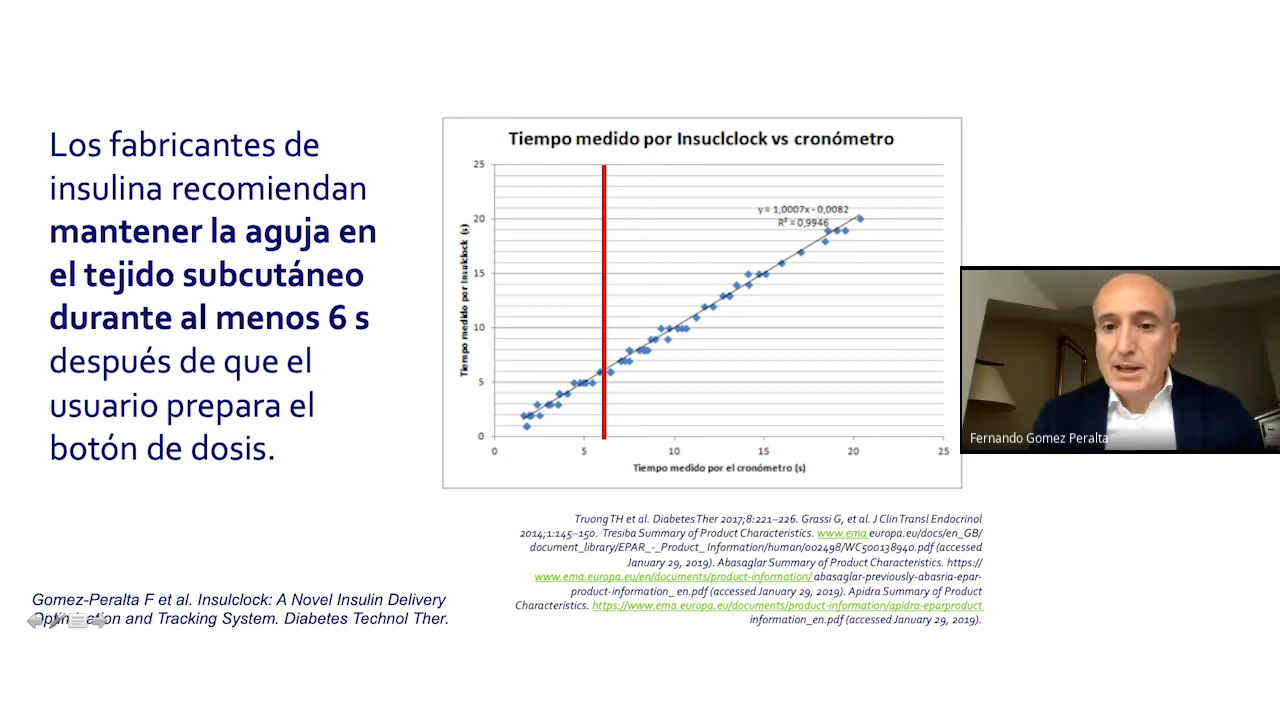 Los fabricantes de
insulina recomiendan
mantener la aguja en
el tejido subcutáneo
durante al menos 6 s
después de que el
usuario prepara el
botón de dosis.
Tiempo medido por Insuclclock vs cronómetro
Tiempo medido por Insulclock (s)
25
20
15
10
5
0
y = 1,0007x - 0,0082
R² = 0,9946
0 5 10 15 20 25
Tiempo medido por el cronómetro (s)
Fernando Gomez Peralta
Truong TH et al. Diabetes Ther 2017;8:221–226. Grassi G, et al. J Clin Transl Endocrinol
2014;1:145–150. Tresiba Summary of Product Characteristics. www.ema europa.eu/docs/en_GB/
document_library/EPAR_-_Product_ Information/human/002498/WC500138940.pdf (accessed
January 29, 2019). Abasaglar Summary of Product Characteristics. https://
www.ema.europa.eu/en/documents/product-information/ abasaglar-previously-abasria-epar-
product-information_ en.pdf (accessed January 29, 2019). Apidra Summary of Product
Characteristics. https://www.ema.europa.eu/documents/product-information/apidra-eparproduct
information_en.pdf (accessed January 29, 2019).
Gomez-Peralta F et al. Insulclock: A Novel Insulin Delivery
Optimization and Tracking System. Diabetes Technol Ther.